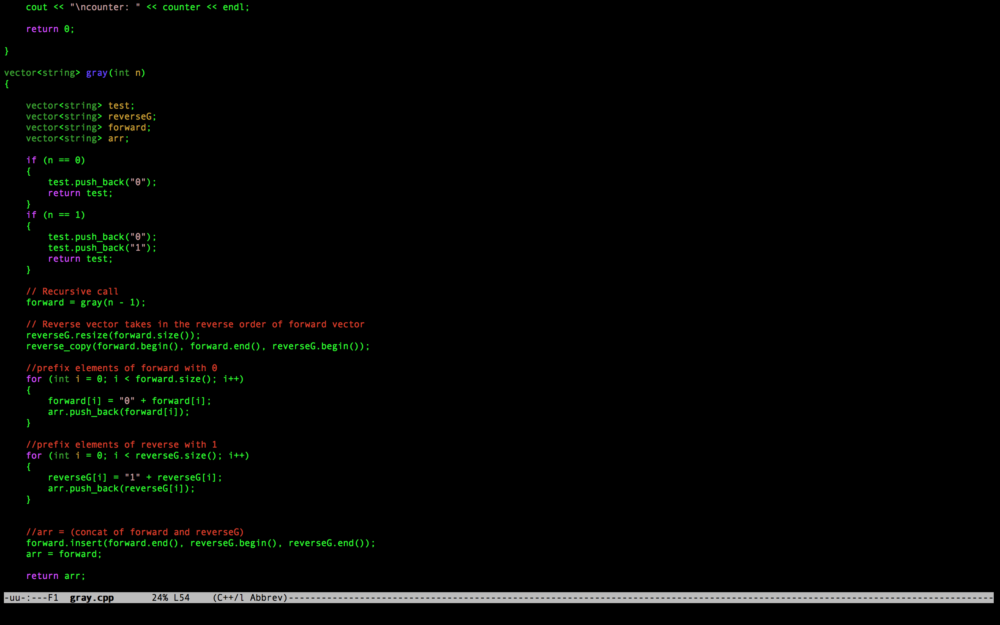 cout << "\ncounter: " << counter << endl;

    return 0;

}

vector<string> gray(int n)
{

    vector<string> test;
    vector<string> reverseG;
    vector<string> forward;
    vector<string> arr;

    if (n == 0)
    {
        test.push_back("0");
        return test;
    }
    if (n == 1)
    {
        test.push_back("0");
        test.push_back("1");
        return test;
    }

    // Recursive call
    forward = gray(n - 1);

    // Reverse vector takes in the reverse order of forward vector
    reverseG.resize(forward.size());
    reverse_copy(forward.begin(), forward.end(), reverseG.begin());

    //prefix elements of forward with 0
    for (int i = 0; i < forward.size(); i++)
    {
        forward[i] = "0" + forward[i];
        arr.push_back(forward[i]);
    }

    //prefix elements of reverse with 1
    for (int i = 0; i < reverseG.size(); i++)
    {
        reverseG[i] = "1" + reverseG[i];
        arr.push_back(reverseG[i]);
    }


    //arr = (concat of forward and reverseG)
    forward.insert(forward.end(), reverseG.begin(), reverseG.end());
    arr = forward;

    return arr;

-uu-:---F1  gray.cpp       24% L54    (C++/l Abbrev)---------------------------------------------------------------------------------------------------------------------------------